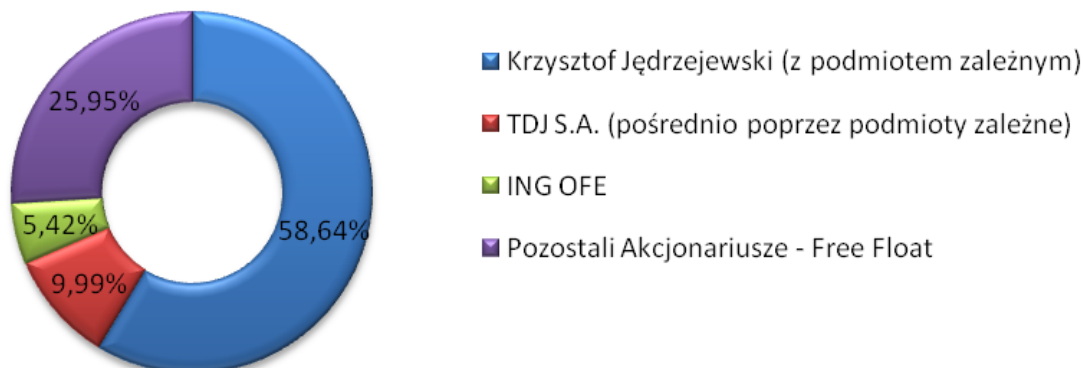 25,95%
5,42%
9,99%
58,64%
Krzysztof Jędrzejewski (z podmiotem zależnym)
TDJ S.A. (pośrednio poprzez podmioty zależne)
ING OFE
Pozostali Akcjonariusze - Free Float